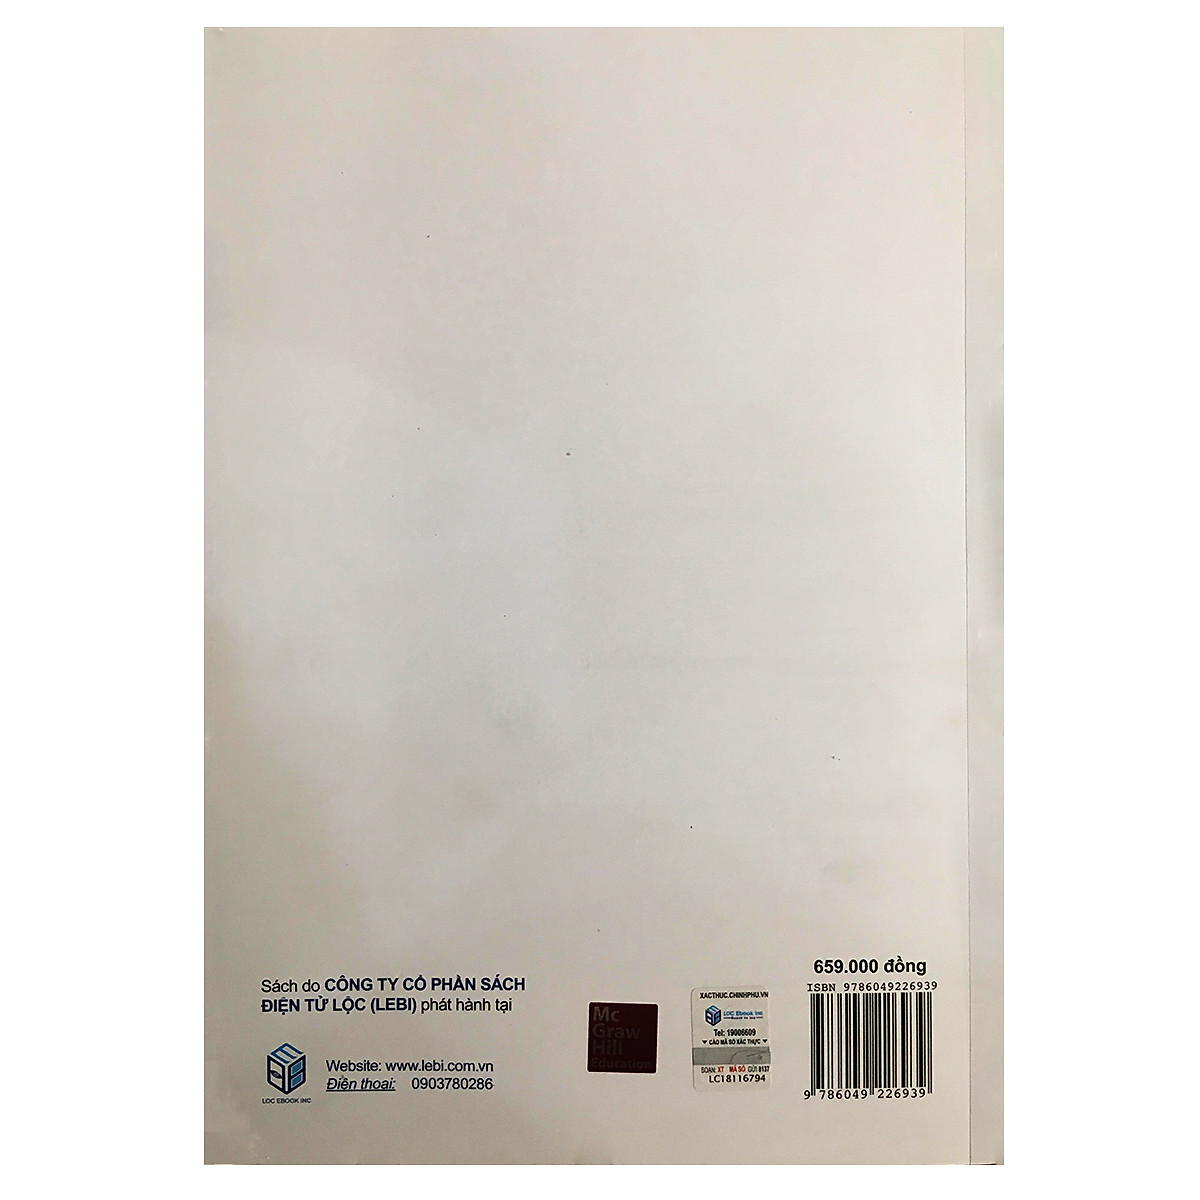 659.000 đồng
ISBN 9786049226939
9 786049 226939
Sách do CÔNG TY CỔ PHẦN SÁCH
ĐIỆN TỬ LỘC (LEBI) phát hành tại
Website: www.lebi.com.vn
Điện thoại: 0903780286
LOC EBOOK INC
Mc
Graw
Hill
Education
XACTHUC.CHINHPHU.VN
LOC Ebook Inc
Tel: 19006609
CÀO MÃ SỐ XÁC THỰC
SOẠN: XT MÃ SỐ GỬI 8137
LC18116794